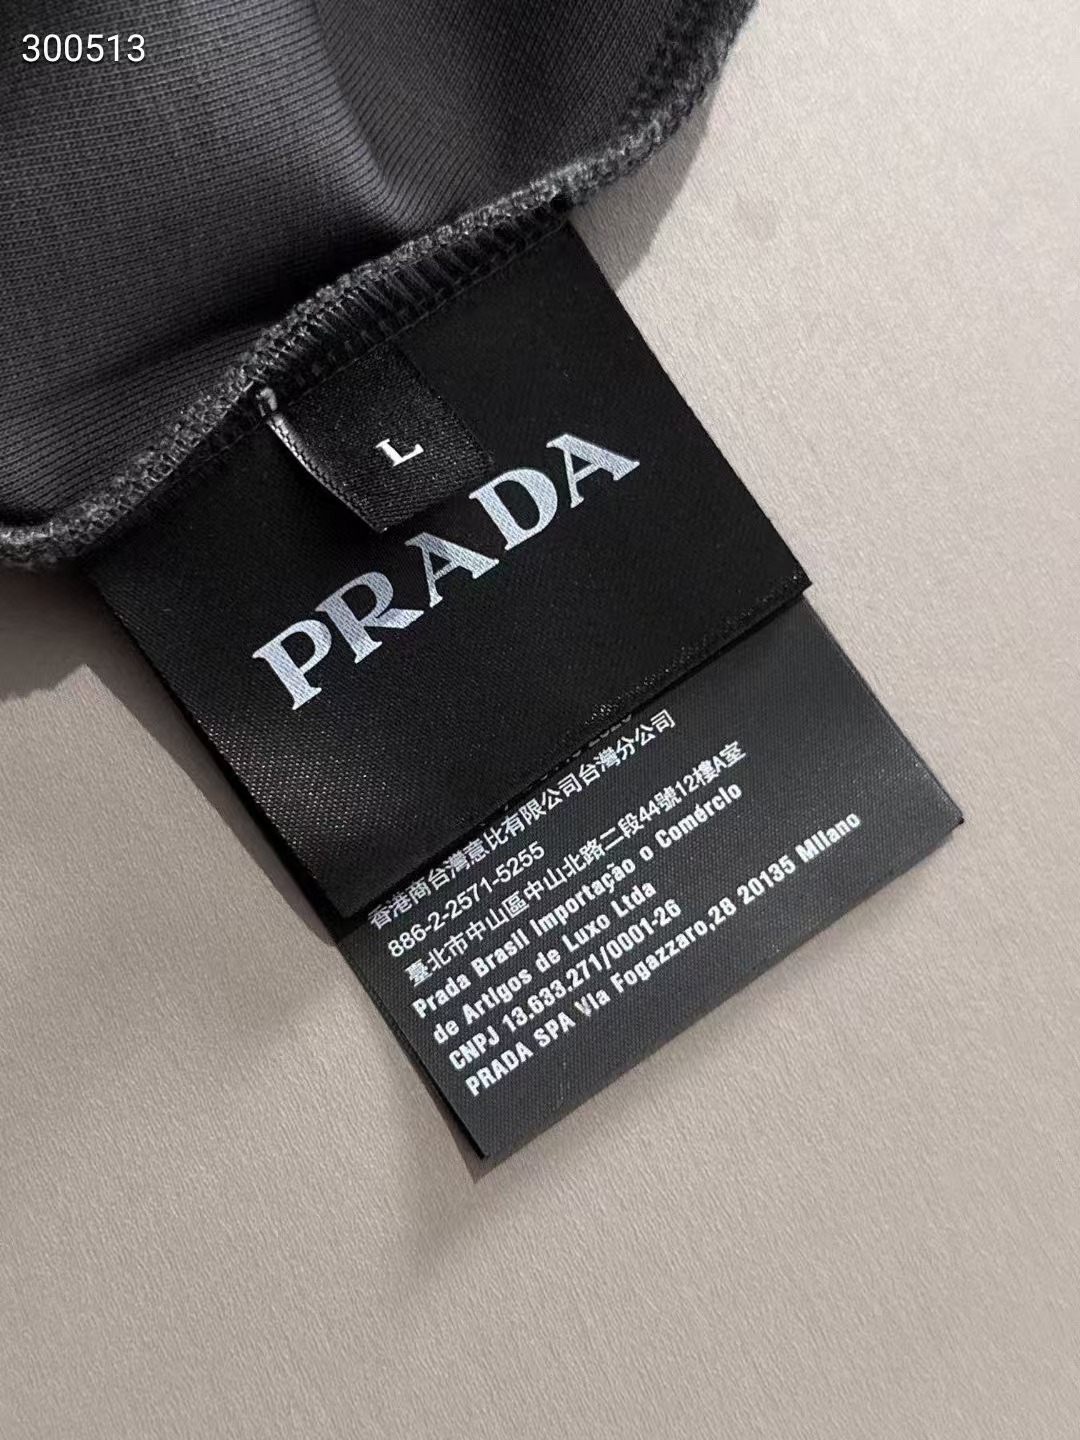 300513
L
PRADA
香港商台灣意比有限公司台灣分公司
886-2-2571-5255
臺北市中山區中山北路二段44號12樓A室
Prada Brasil Importação o Comércio
de Artigos de Luxo Ltda
CNPJ 13.633.271/0001-26
PRADA SPA Via Fogazzaro,28 20135 Milano